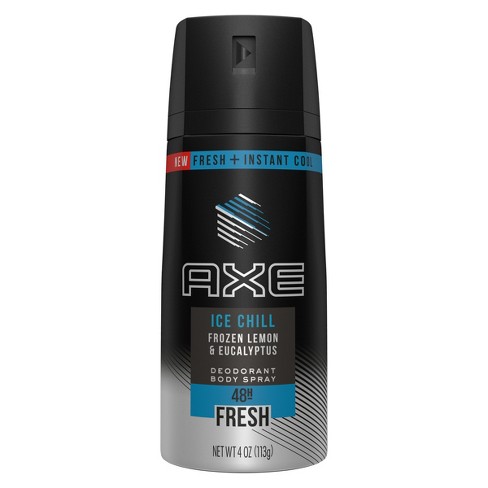 NEW FRESH + INSTANT COOL
AXE
ICE CHILL
FROZEN LEMON
& EUCALYPTUS
DEODORANT
BODY SPRAY
48H
FRESH
NET WT 4 OZ (113g)